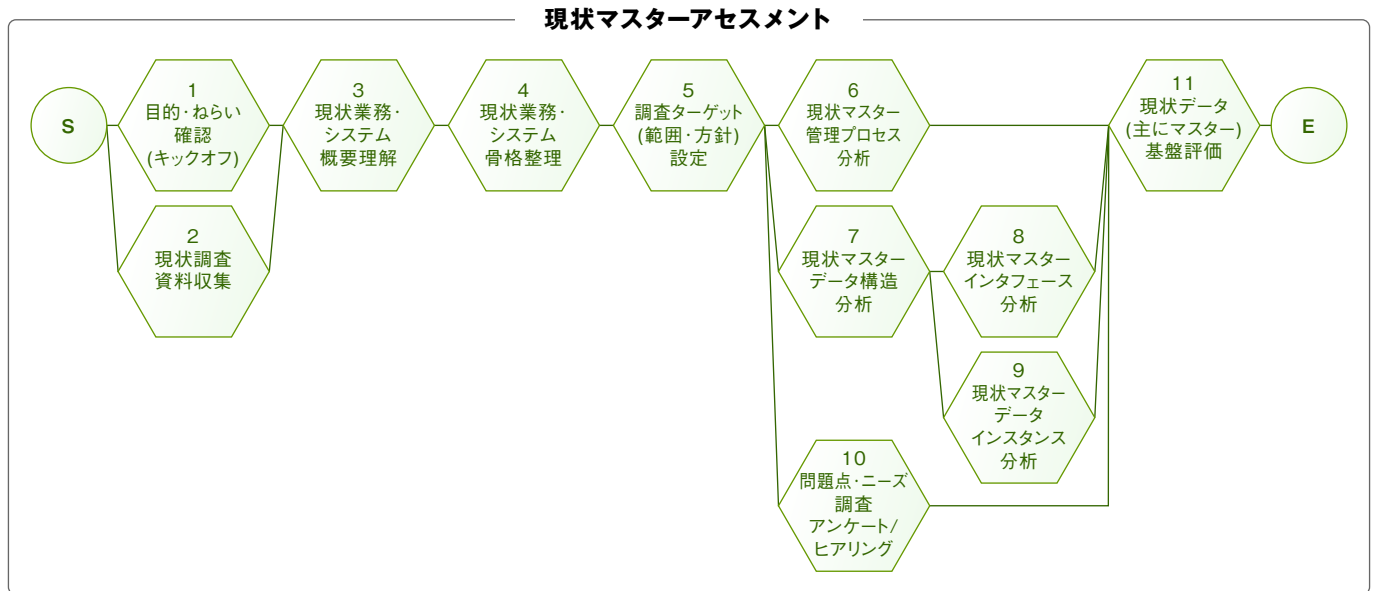 現状マスターアセスメント
S
1
目的・ねらい
確認
(キックオフ)
2
現状調査
資料収集
3
現状業務・
システム
概要理解
4
現状業務・
システム
骨格整理
5
調査ターゲット
(範囲・方針)
設定
6
現状マスター
管理プロセス
分析
7
現状マスター
データ構造
分析
8
現状マスター
インタフェース
分析
9
現状マスター
データ
インスタンス
分析
10
問題点・ニーズ
調査
アンケート/
ヒアリング
11
現状データ
(主にマスター)
基盤評価
E